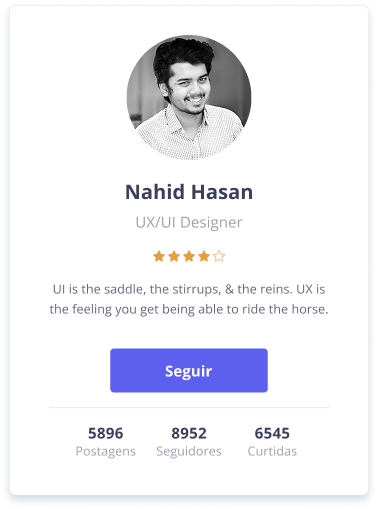 Nahid Hasan
UX/UI Designer
UI is the saddle, the stirrups, & the reins. UX is
the feeling you get being able to ride the horse.
Seguir
5896 8952 6545
Postagens Seguidores Curtidas